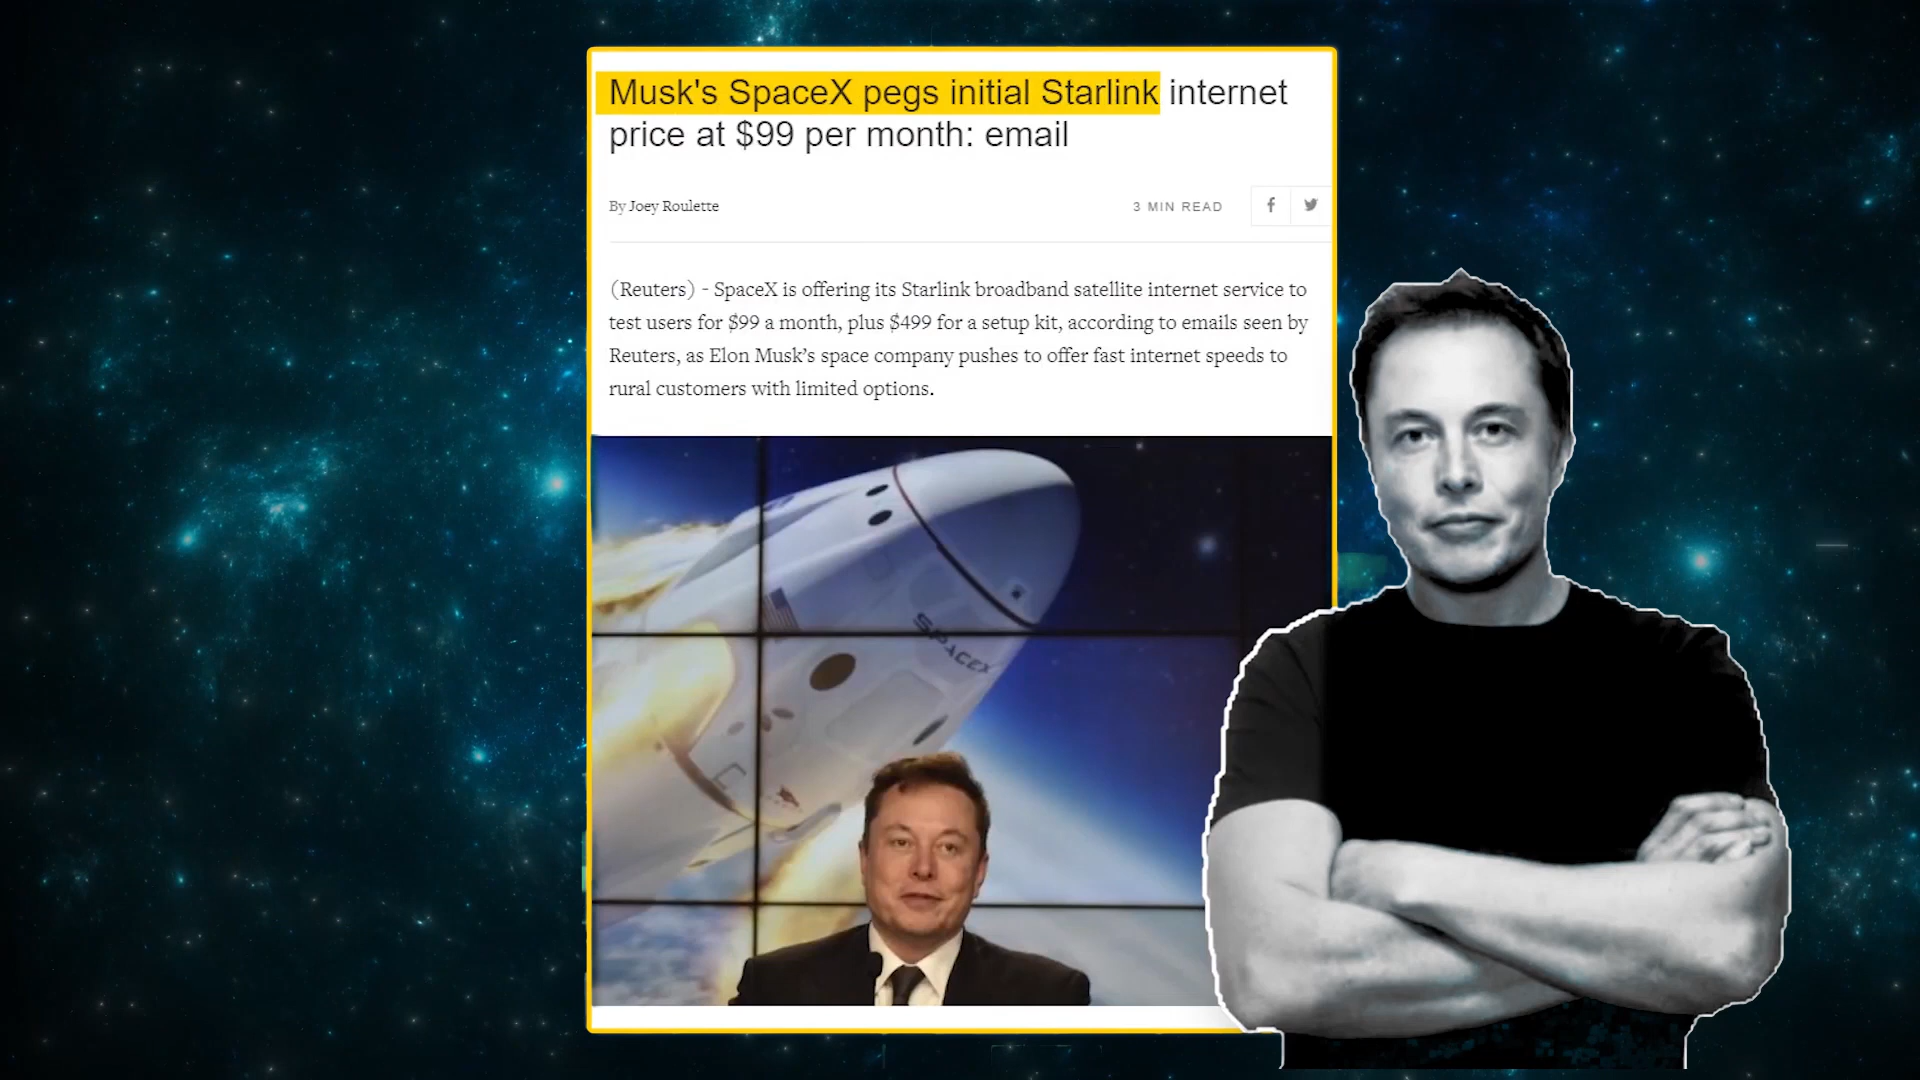 Musk's SpaceX pegs initial Starlink internet
price at $99 per month: email
By Joey Roulette
3 MIN READ
(Reuters) - SpaceX is offering its Starlink broadband satellite internet service to
test users for $99 a month, plus $499 for a setup kit, according to emails seen by
Reuters, as Elon Musk’s space company pushes to offer fast internet speeds to
rural customers with limited options.
SPACEX